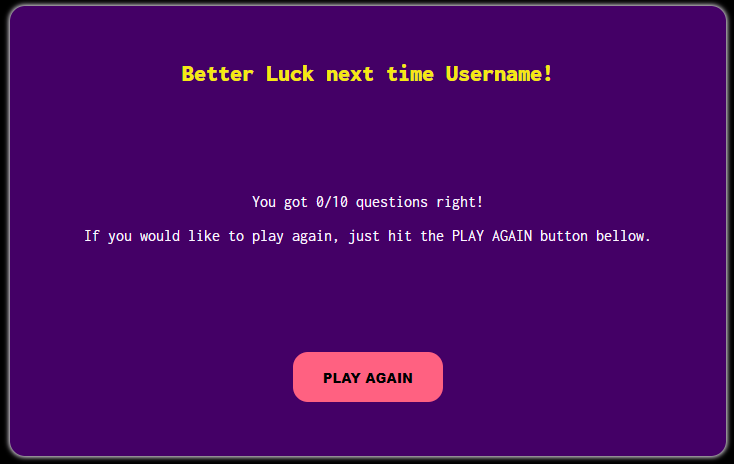 Better Luck next time Username!
You got 0/10 questions right!
If you would like to play again, just hit the PLAY AGAIN button bellow.
PLAY AGAIN